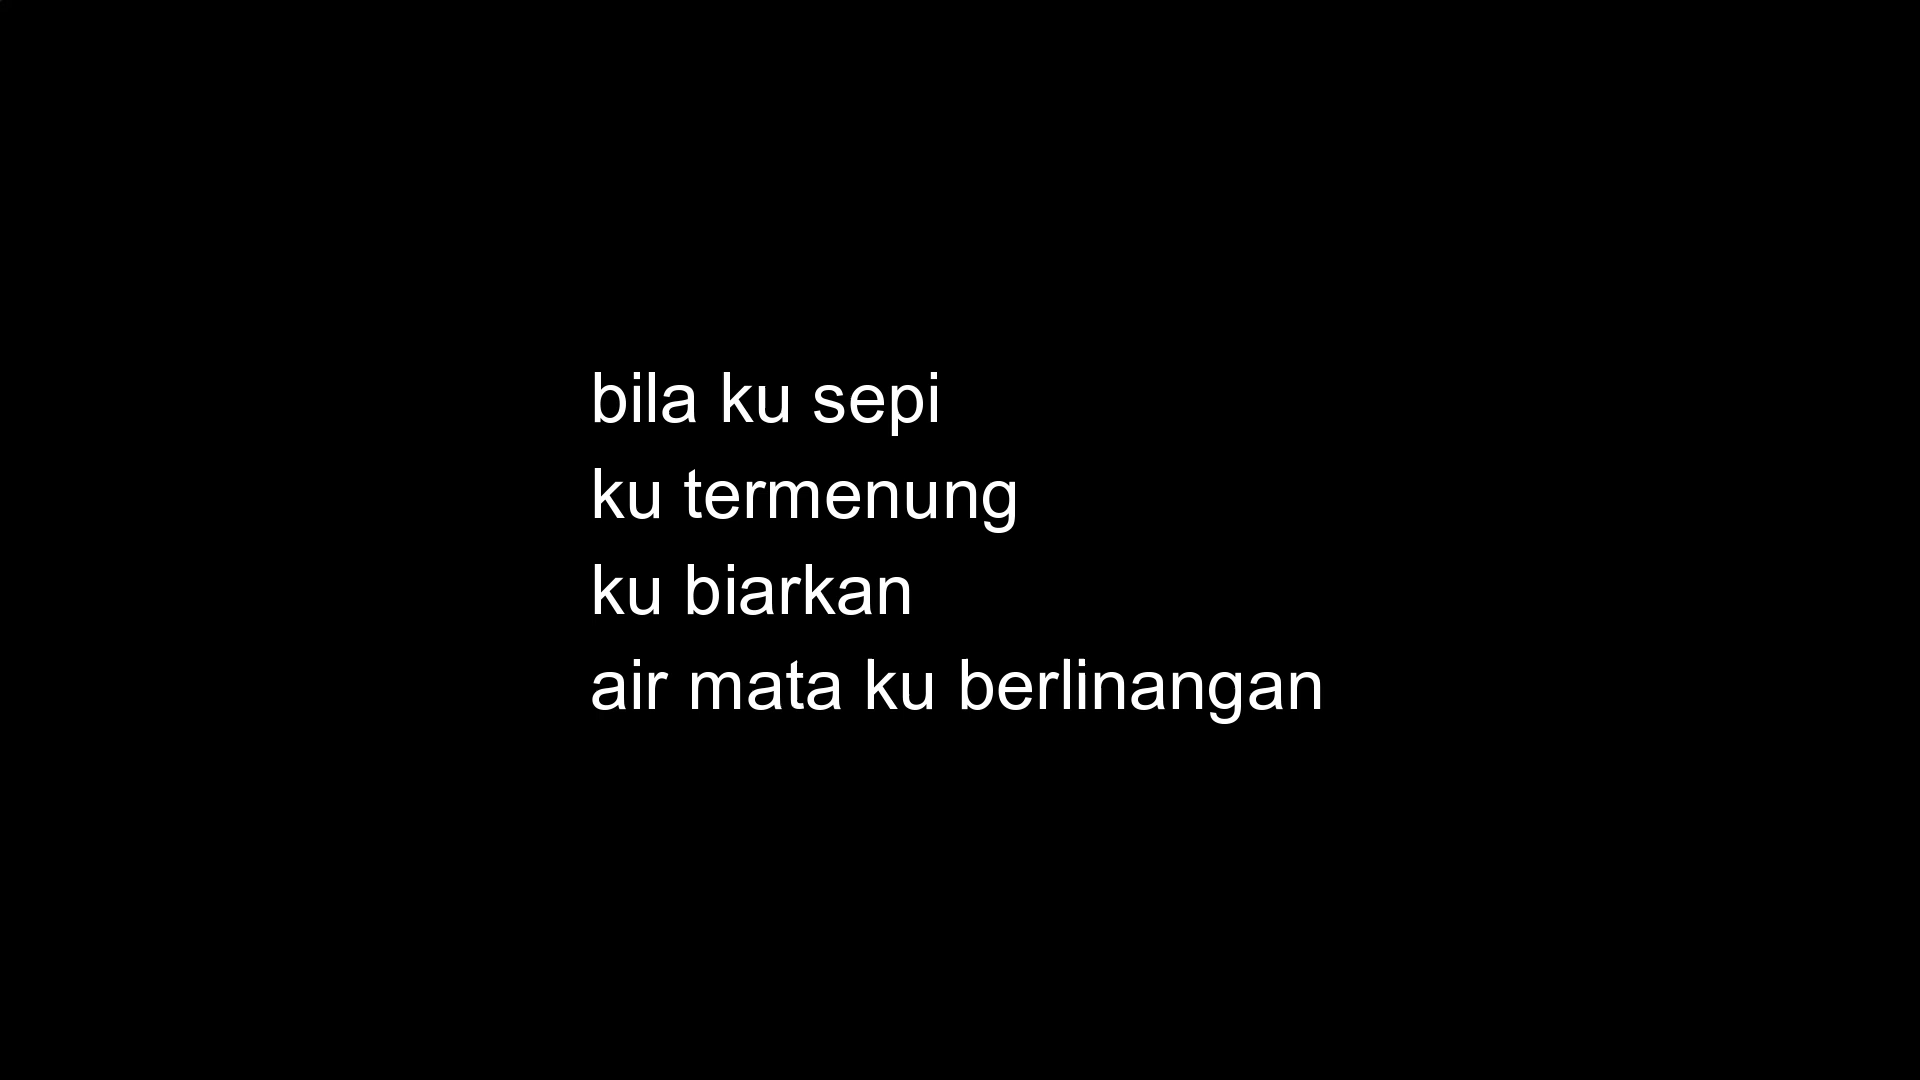 bila ku sepi
ku termenung
ku biarkan
air mata ku berlinangan